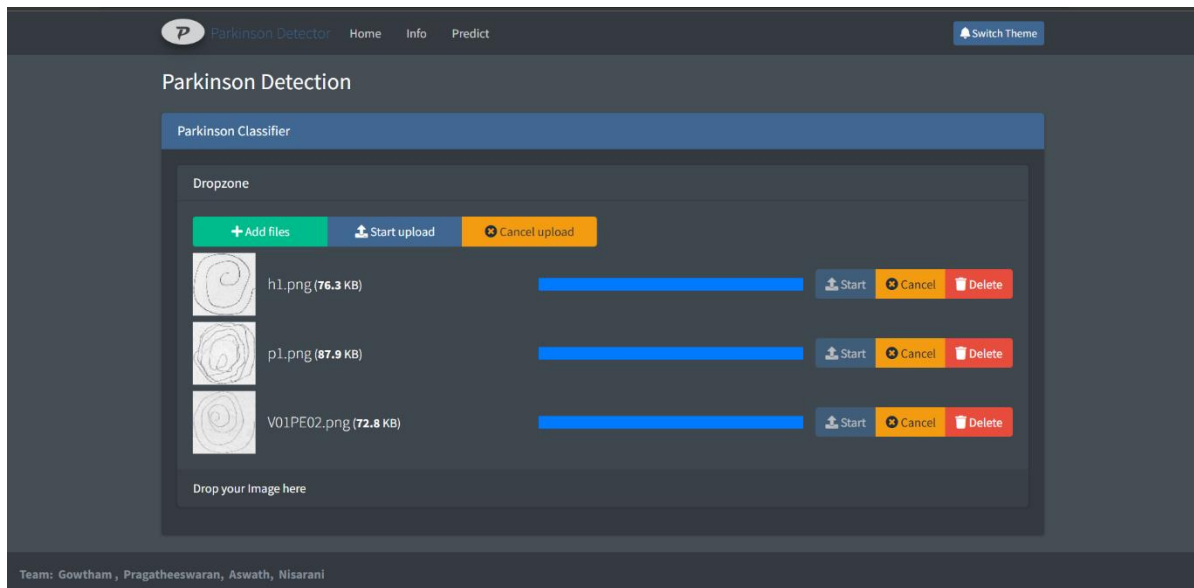 P Parkinson Detector Home Info Predict Switch Theme
Parkinson Detection
Parkinson Classifier
Dropzone
Add files Start upload Cancel upload
h1.png (76.3 KB) Start Cancel Delete
p1.png (87.9 KB) Start Cancel Delete
V01PE02.png (72.8 KB) Start Cancel Delete
Drop your Image here
Team: Gowtham , Pragatheeswaran, Aswath, Nisarani